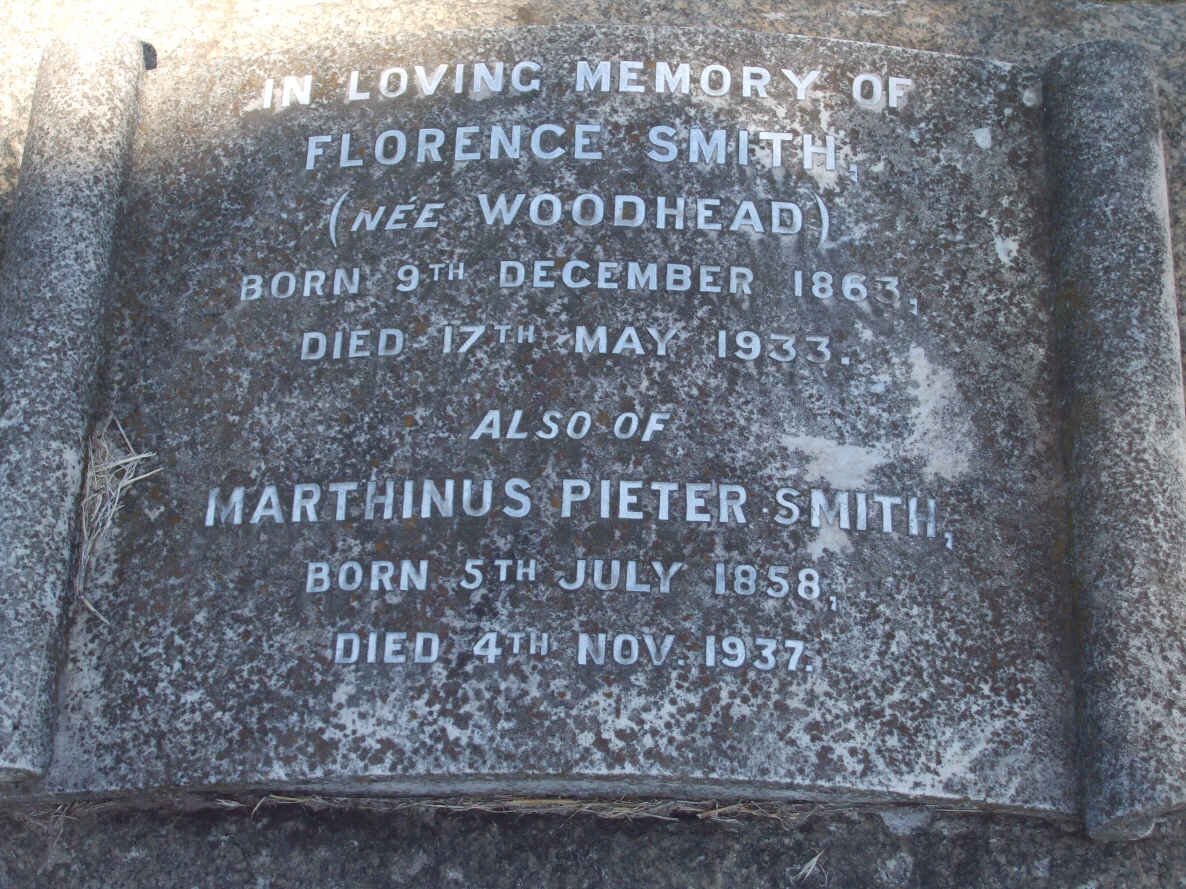 IN LOVING MEMORY OF
FLORENCE SMITH,
(NÉE WOODHEAD)
BORN 9TH DECEMBER 1863,
DIED 17TH MAY 1933.
ALSO OF
MARTHINUS PIETER SMITH,
BORN 5TH JULY 1858,
DIED 4TH NOV. 1937.